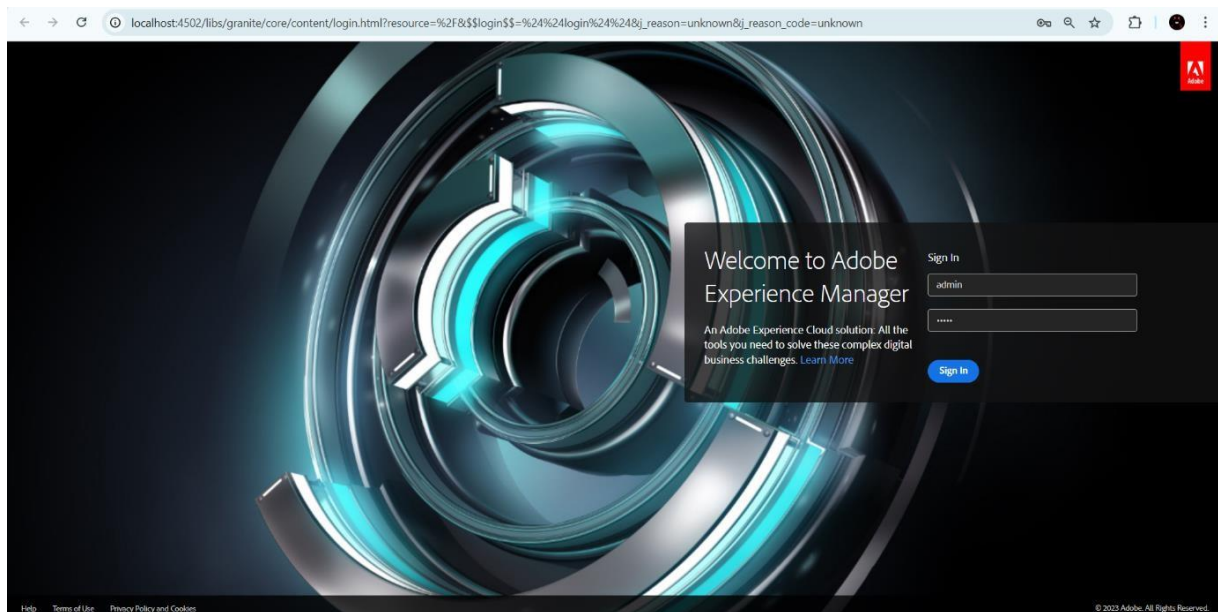 localhost:4502/libs/granite/core/content/login.html?resource=%2F&$$login$$=%24%24login%24%24&j_reason=unknown&j_reason_code=unknown
Adobe
Welcome to Adobe
Experience Manager
An Adobe Experience Cloud solution: All the
tools you need to solve these complex digital
business challenges. Learn More
Sign In
admin
•••••
Sign In
Help Terms of Use Privacy Policy and Cookies
© 2023 Adobe. All Rights Reserved.